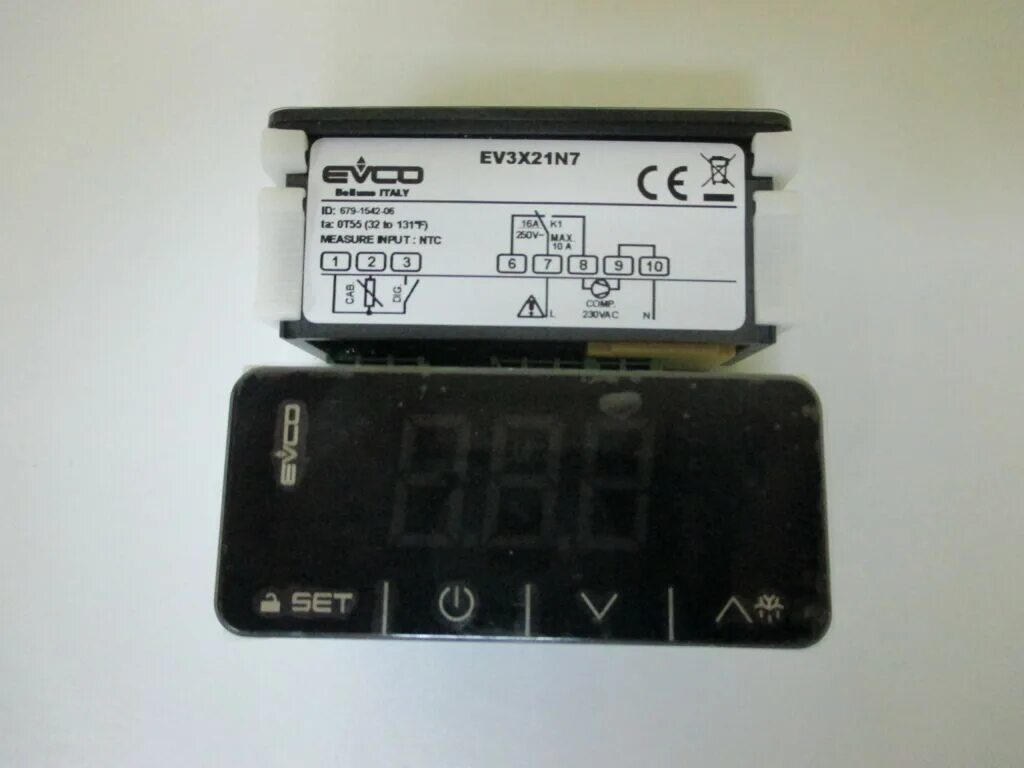 EV3X21N7
EVCO
Belluno ITALY
CE
ID: 679-1542-06
ta: 0T55 (32 to 131°F)
MEASURE INPUT : NTC
16A K1
250V~ MAX.
10 A
1 2 3 6 7 8 9 10
CAB.
DIG.
L
COMP.
230VAC
N
EVCO
SET